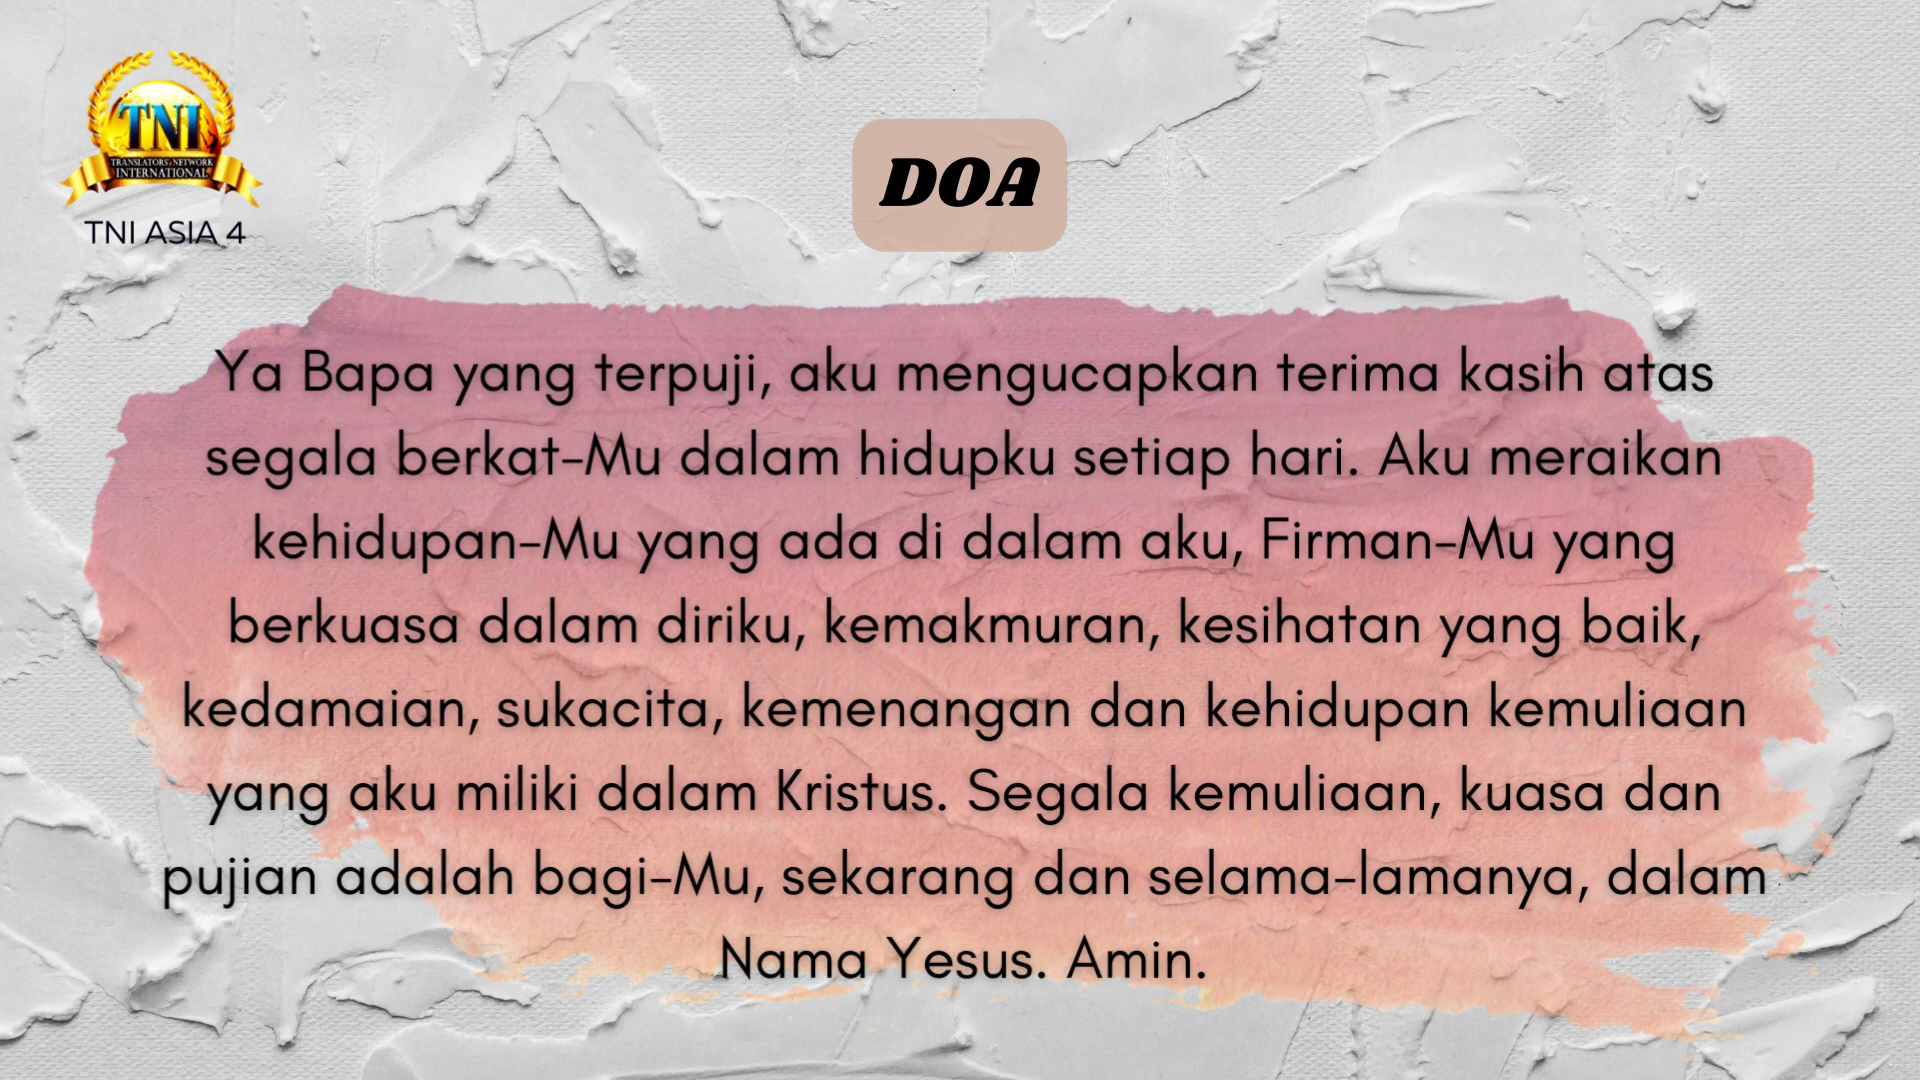 TNI
TRANSLATORS' NETWORK
INTERNATIONAL
TNI ASIA 4
DOA
Ya Bapa yang terpuji, aku mengucapkan terima kasih atas
segala berkat-Mu dalam hidupku setiap hari. Aku meraikan
kehidupan-Mu yang ada di dalam aku, Firman-Mu yang
berkuasa dalam diriku, kemakmuran, kesihatan yang baik,
kedamaian, sukacita, kemenangan dan kehidupan kemuliaan
yang aku miliki dalam Kristus. Segala kemuliaan, kuasa dan
pujian adalah bagi-Mu, sekarang dan selama-lamanya, dalam
Nama Yesus. Amin.